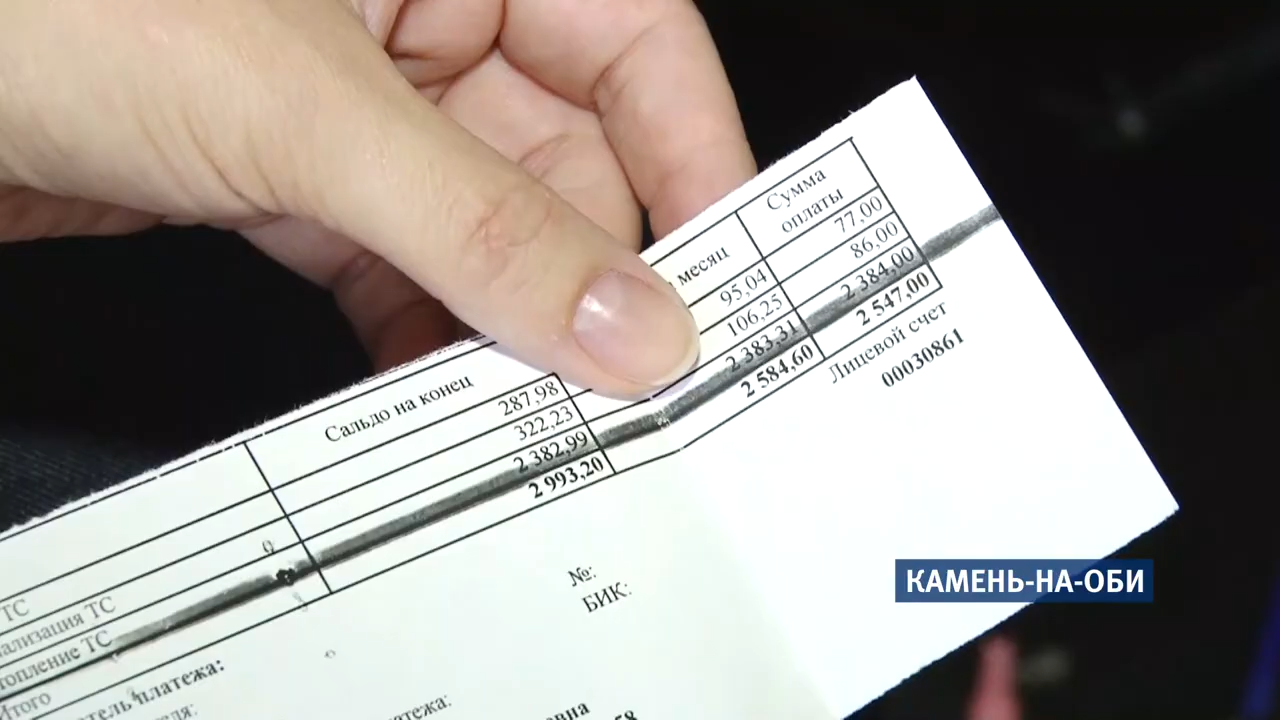 Сальдо на конец
месяц
Сумма
оплаты
ТС
287,98
95,04
77,00
ализация ТС
322,23
106,25
86,00
топление ТС
2 382,99
2 383,31
2 384,00
Итого
2 993,20
2 584,60
2 547,00
Лицевой счет
00030861
№:
БИК:
платежа:
КАМЕНЬ-НА-ОБИ